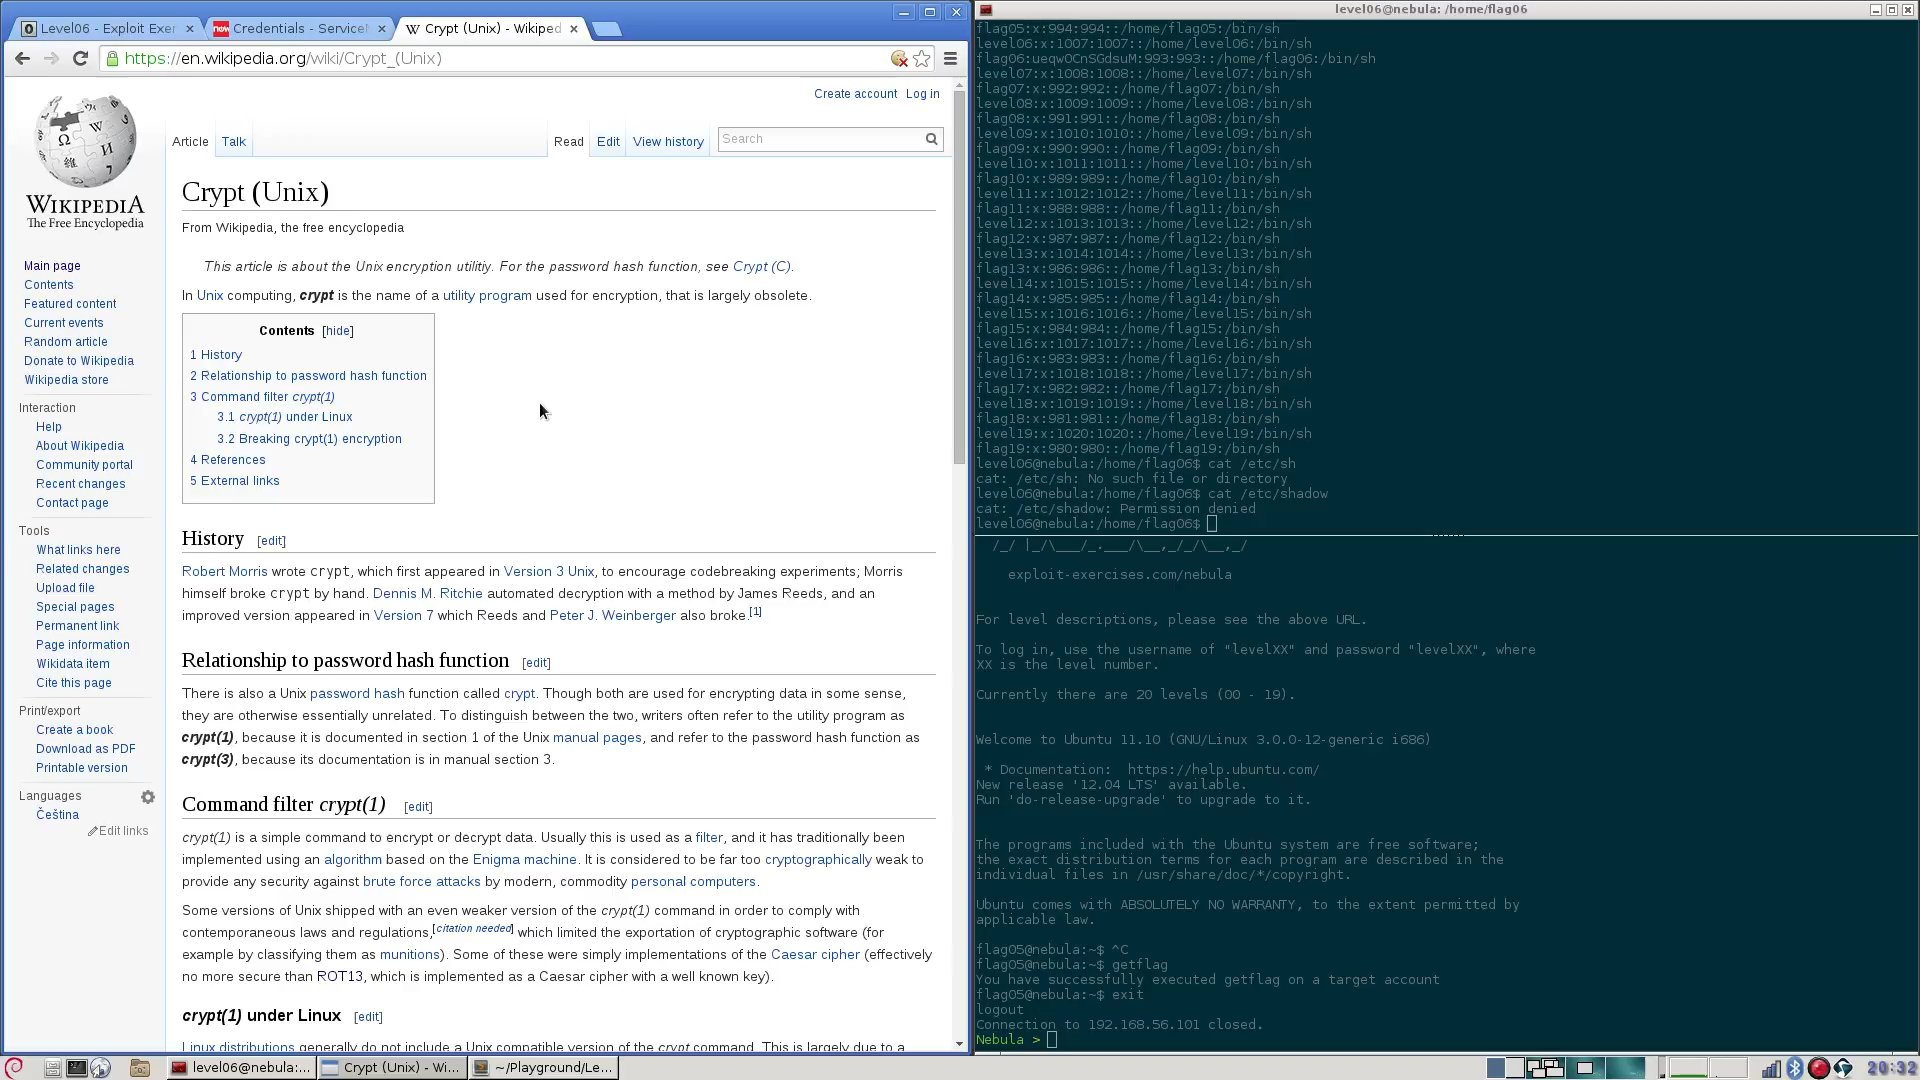 Level06 - Exploit Exer
Credentials - Servicel
Crypt (Unix) - Wikiped
https://en.wikipedia.org/wiki/Crypt_(Unix)
Create account Log in
Article Talk Read Edit View history Search
WIKIPEDIA
The Free Encyclopedia
Main page
Contents
Featured content
Current events
Random article
Donate to Wikipedia
Wikipedia store
Interaction
Help
About Wikipedia
Community portal
Recent changes
Contact page
Tools
What links here
Related changes
Upload file
Special pages
Permanent link
Page information
Wikidata item
Cite this page
Print/export
Create a book
Download as PDF
Printable version
Languages
Čeština
Edit links
Crypt (Unix)
From Wikipedia, the free encyclopedia
This article is about the Unix encryption utilitiy. For the password hash function, see Crypt (C).
In Unix computing, crypt is the name of a utility program used for encryption, that is largely obsolete.
Contents [hide]
1 History
2 Relationship to password hash function
3 Command filter crypt(1)
3.1 crypt(1) under Linux
3.2 Breaking crypt(1) encryption
4 References
5 External links
History [edit]
Robert Morris wrote crypt, which first appeared in Version 3 Unix, to encourage codebreaking experiments; Morris
himself broke crypt by hand. Dennis M. Ritchie automated decryption with a method by James Reeds, and an
improved version appeared in Version 7 which Reeds and Peter J. Weinberger also broke.[1]
Relationship to password hash function [edit]
There is also a Unix password hash function called crypt. Though both are used for encrypting data in some sense,
they are otherwise essentially unrelated. To distinguish between the two, writers often refer to the utility program as
crypt(1), because it is documented in section 1 of the Unix manual pages, and refer to the password hash function as
crypt(3), because its documentation is in manual section 3.
Command filter crypt(1) [edit]
crypt(1) is a simple command to encrypt or decrypt data. Usually this is used as a filter, and it has traditionally been
implemented using an algorithm based on the Enigma machine. It is considered to be far too cryptographically weak to
provide any security against brute force attacks by modern, commodity personal computers.
Some versions of Unix shipped with an even weaker version of the crypt(1) command in order to comply with
contemporaneous laws and regulations,[citation needed] which limited the exportation of cryptographic software (for
example by classifying them as munitions). Some of these were simply implementations of the Caesar cipher (effectively
no more secure than ROT13, which is implemented as a Caesar cipher with a well known key).
crypt(1) under Linux [edit]
Linux distributions generally do not include a Unix compatible version of the crypt command. This is largely due to a
level06@nebula: /home/flag06
flag05:x:994:994::/home/flag05:/bin/sh
level06:x:1007:1007::/home/level06:/bin/sh
flag06:ueqwOCnSGdsuM:993:993::/home/flag06:/bin/sh
level07:x:1008:1008::/home/level07:/bin/sh
flag07:x:992:992::/home/flag07:/bin/sh
level08:x:1009:1009::/home/level08:/bin/sh
flag08:x:991:991::/home/flag08:/bin/sh
level09:x:1010:1010::/home/level09:/bin/sh
flag09:x:990:990::/home/flag09:/bin/sh
level10:x:1011:1011::/home/level10:/bin/sh
flag10:x:989:989::/home/flag10:/bin/sh
level11:x:1012:1012::/home/level11:/bin/sh
flag11:x:988:988::/home/flag11:/bin/sh
level12:x:1013:1013::/home/level12:/bin/sh
flag12:x:987:987::/home/flag12:/bin/sh
level13:x:1014:1014::/home/level13:/bin/sh
flag13:x:986:986::/home/flag13:/bin/sh
level14:x:1015:1015::/home/level14:/bin/sh
flag14:x:985:985::/home/flag14:/bin/sh
level15:x:1016:1016::/home/level15:/bin/sh
flag15:x:984:984::/home/flag15:/bin/sh
level16:x:1017:1017::/home/level16:/bin/sh
flag16:x:983:983::/home/flag16:/bin/sh
level17:x:1018:1018::/home/level17:/bin/sh
flag17:x:982:982::/home/flag17:/bin/sh
level18:x:1019:1019::/home/level18:/bin/sh
flag18:x:981:981::/home/flag18:/bin/sh
level19:x:1020:1020::/home/level19:/bin/sh
flag19:x:980:980::/home/flag19:/bin/sh
level06@nebula:/home/flag06$ cat /etc/sh
cat: /etc/sh: No such file or directory
level06@nebula:/home/flag06$ cat /etc/shadow
cat: /etc/shadow: Permission denied
level06@nebula:/home/flag06$
/_/ |_/\___/_.___/\__,_/_/\__,_/
exploit-exercises.com/nebula
For level descriptions, please see the above URL.
To log in, use the username of "levelXX" and password "levelXX", where
XX is the level number.
Currently there are 20 levels (00 - 19).
Welcome to Ubuntu 11.10 (GNU/Linux 3.0.0-12-generic i686)
* Documentation: https://help.ubuntu.com/
New release '12.04 LTS' available.
Run 'do-release-upgrade' to upgrade to it.
The programs included with the Ubuntu system are free software;
the exact distribution terms for each program are described in the
individual files in /usr/share/doc/*/copyright.
Ubuntu comes with ABSOLUTELY NO WARRANTY, to the extent permitted by
applicable law.
flag05@nebula:~$ ^C
flag05@nebula:~$ getflag
You have successfully executed getflag on a target account
flag05@nebula:~$ exit
logout
Connection to 192.168.56.101 closed.
Nebula >
level06@nebula:...
Crypt (Unix) - Wi...
~/Playground/Le...
20:32